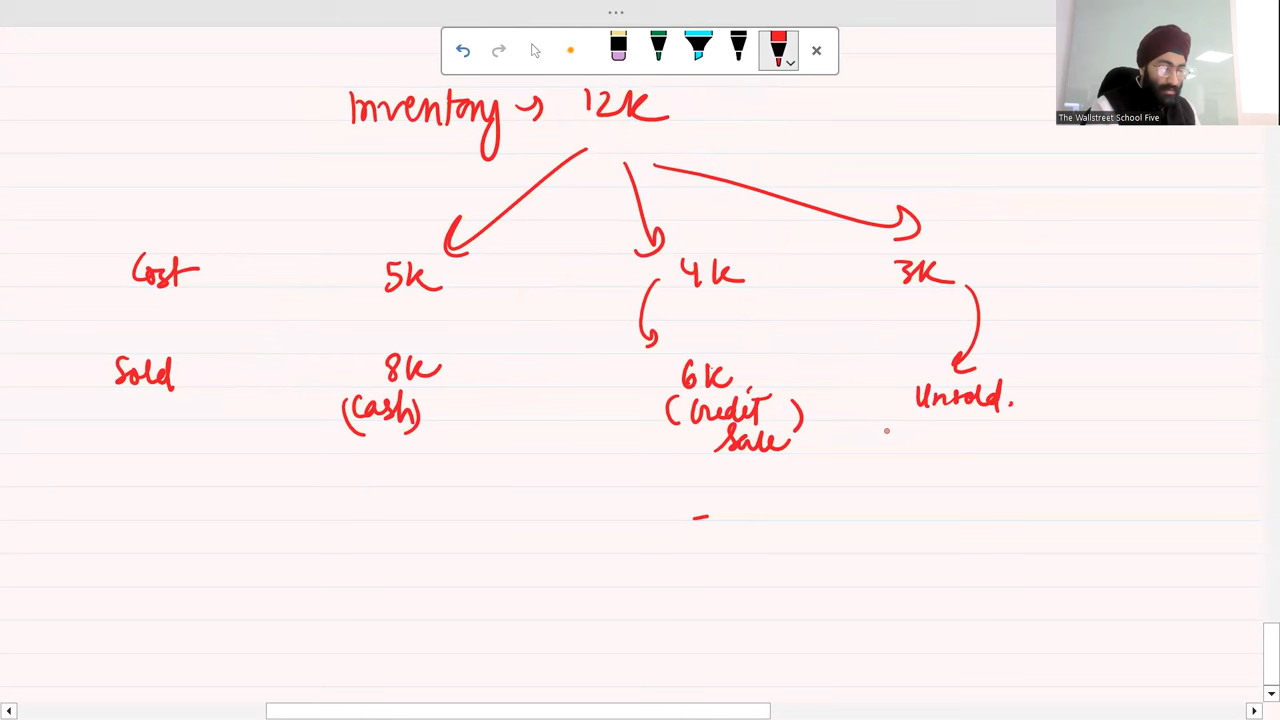 The Wallstreet School Five
Inventory → 12K
Cost 5K 4K 3K
Sold 8K 6K Unsold.
(Cash) (Credit
Sale)